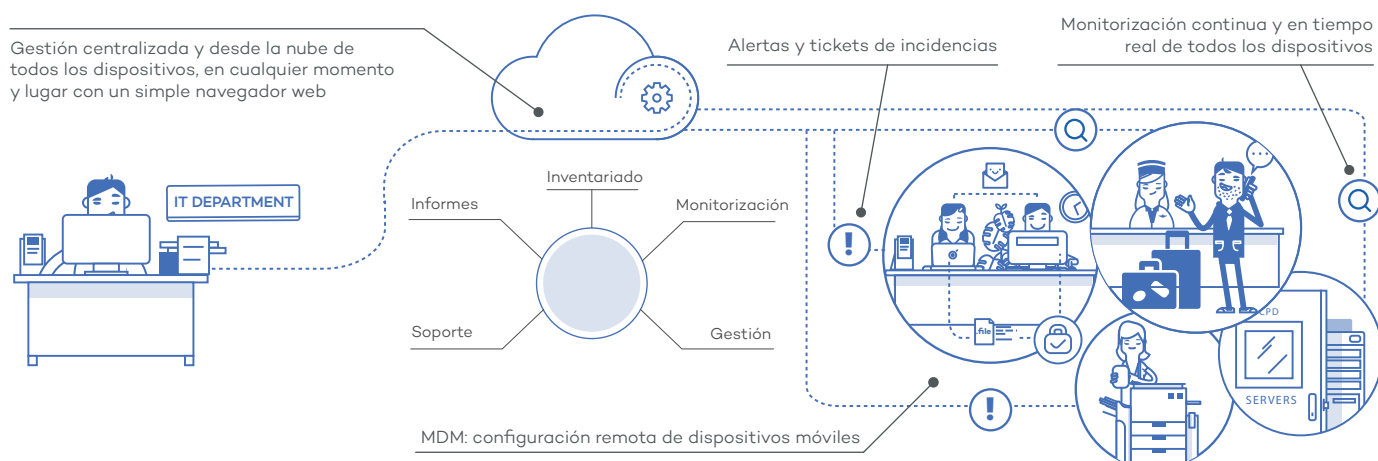 Gestión centralizada y desde la nube de
todos los dispositivos, en cualquier momento
y lugar con un simple navegador web
Alertas y tickets de incidencias
Monitorización continua y en tiempo
real de todos los dispositivos
IT DEPARTMENT
Inventariado
Informes
Monitorización
Soporte
Gestión
.file
CPD
SERVERS
MDM: configuración remota de dispositivos móviles